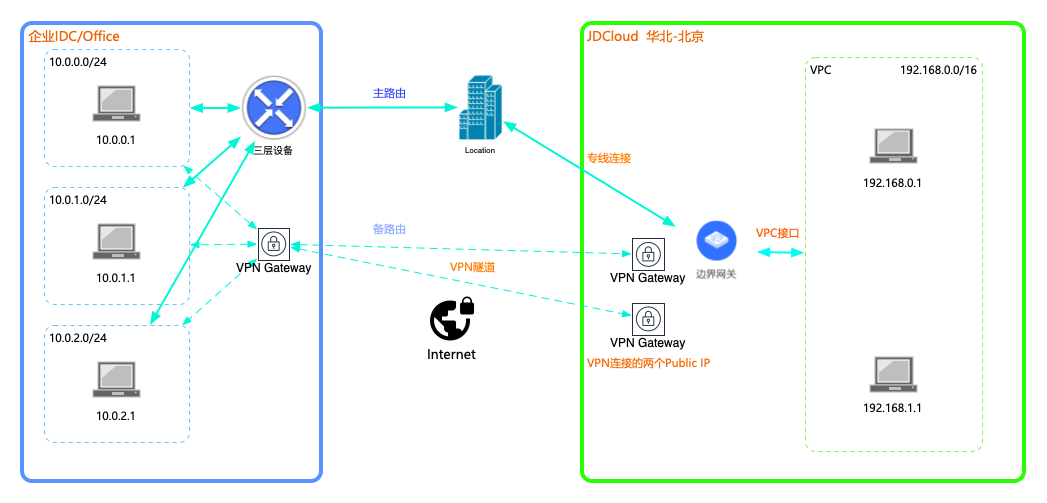 企业IDC/Office
10.0.0.0/24
10.0.0.1
三层设备
10.0.1.0/24
10.0.1.1
VPN Gateway
10.0.2.0/24
10.0.2.1
主路由
Location
备路由
VPN隧道
Internet
JDCloud 华北-北京
专线连接
VPN Gateway
边界网关
VPN Gateway
VPN连接的两个Public IP
VPC接口
VPC 192.168.0.0/16
192.168.0.1
192.168.1.1